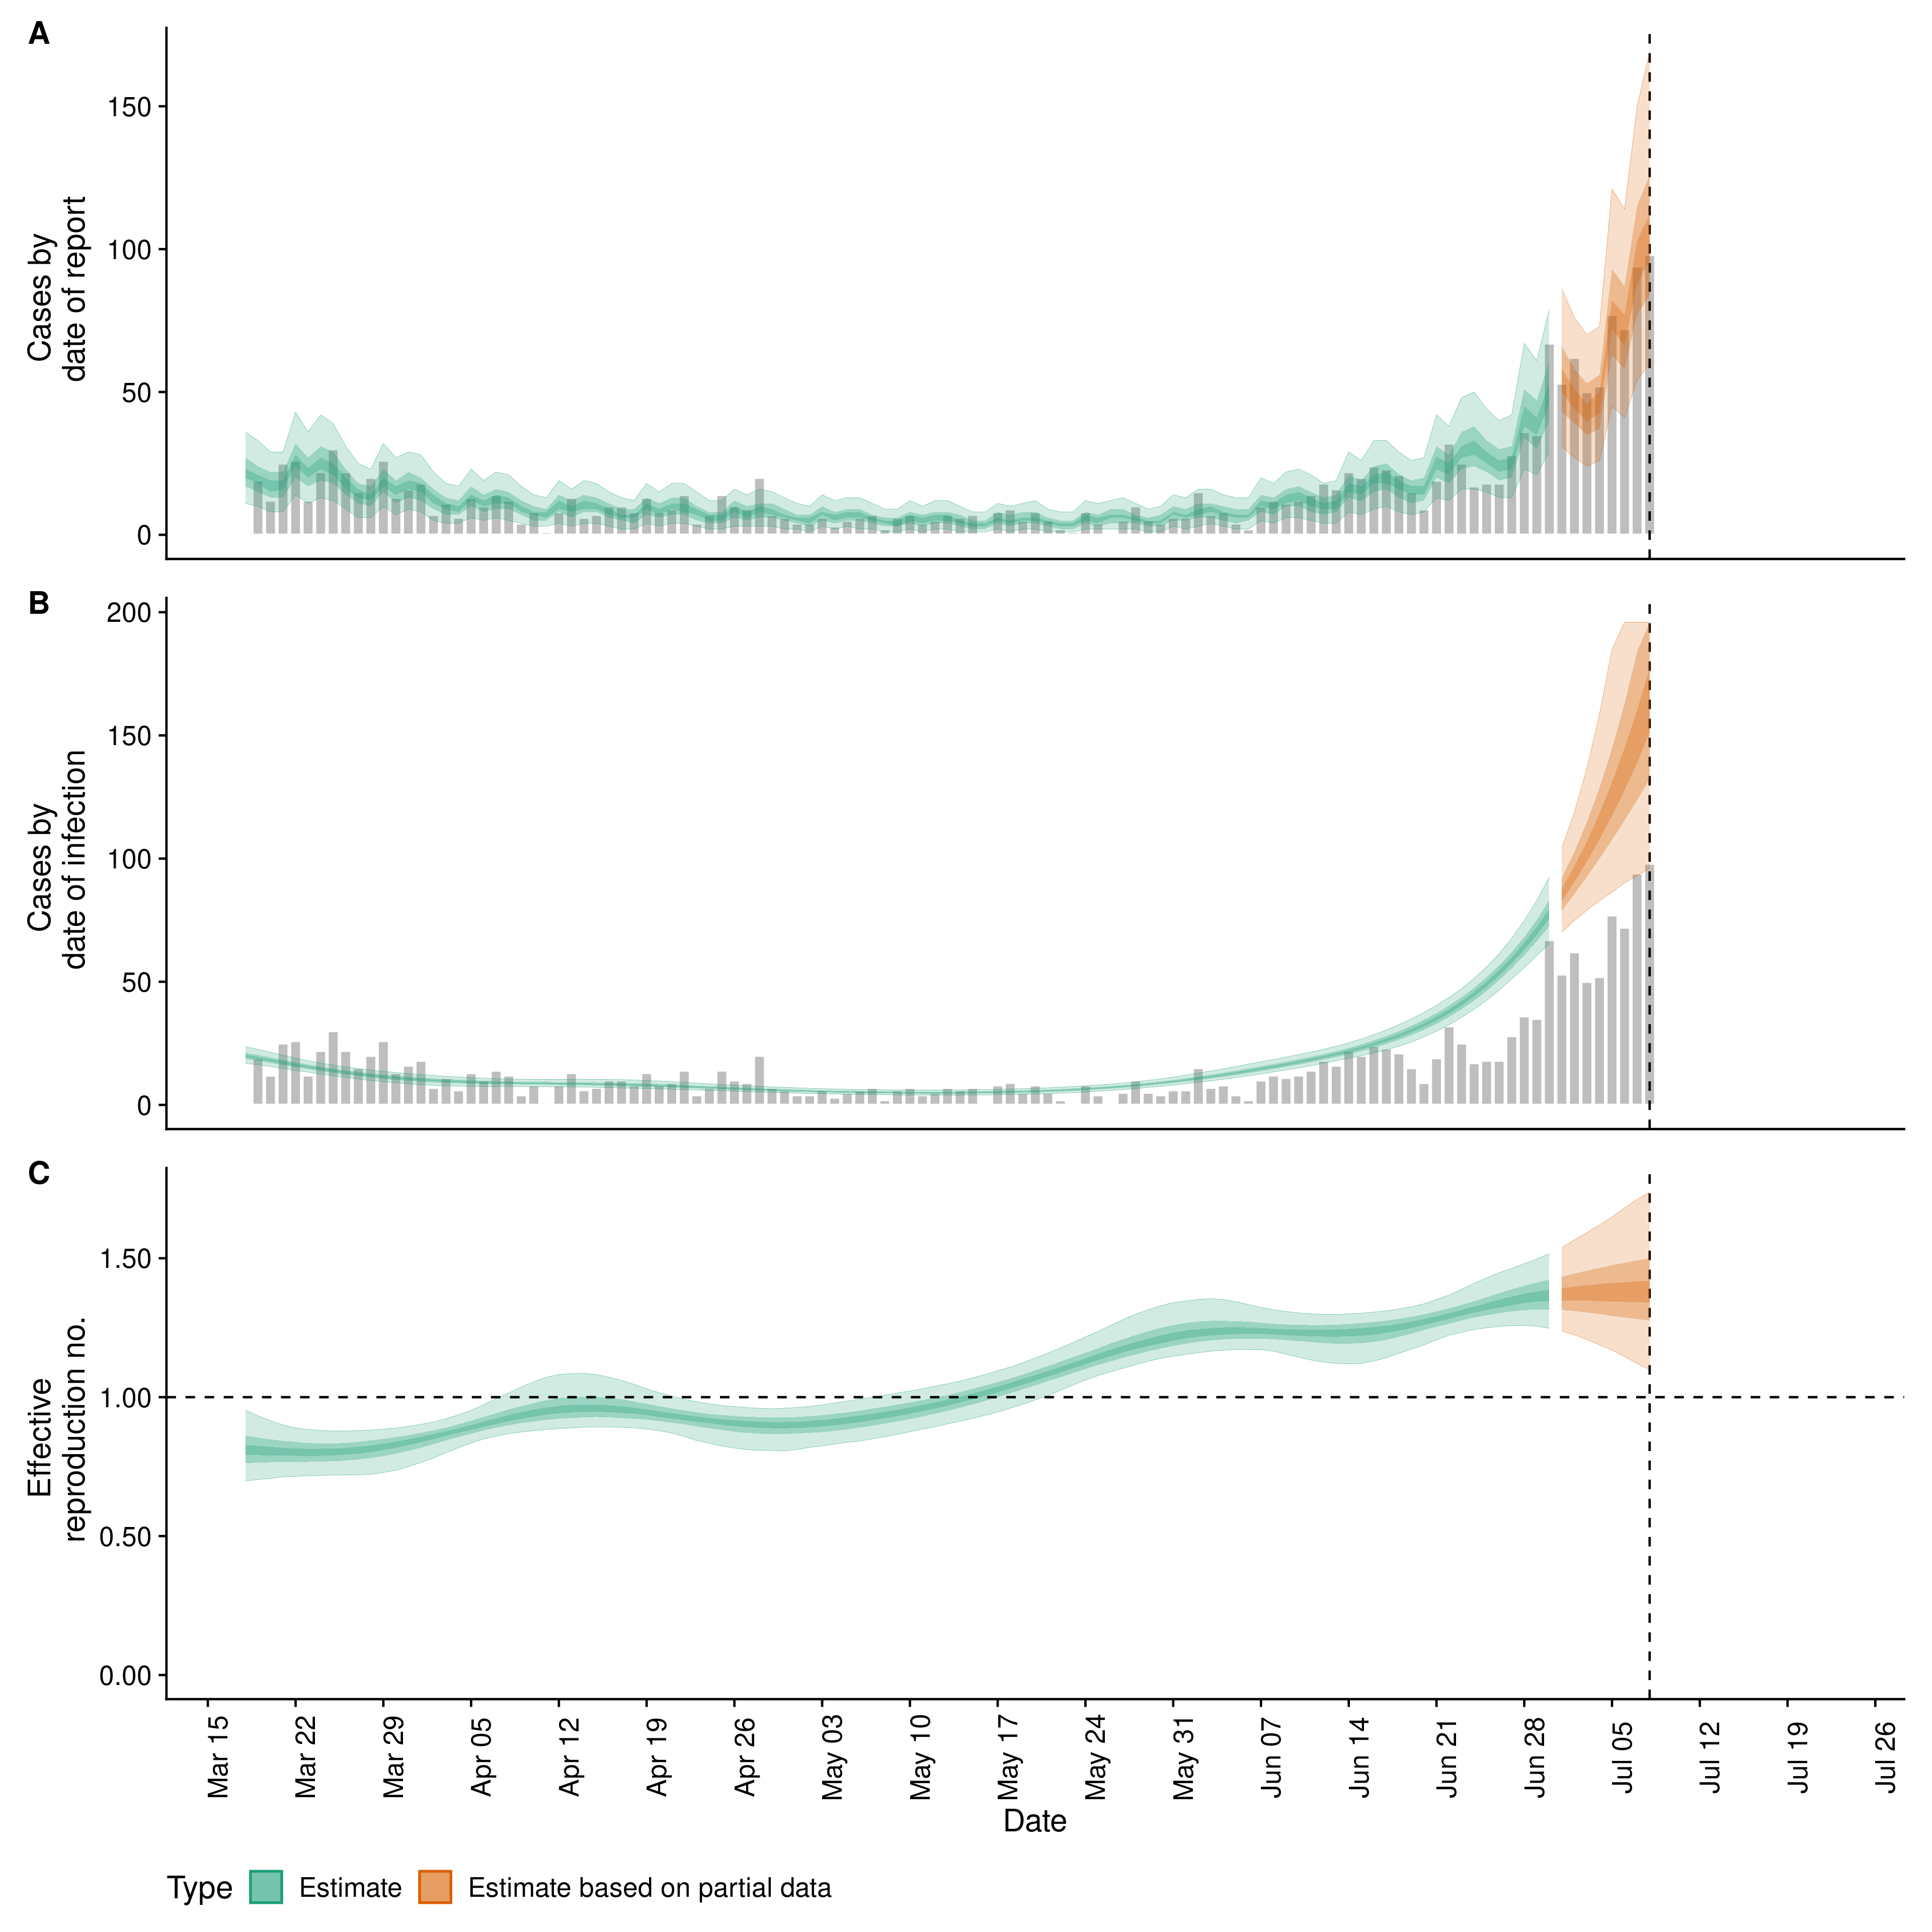 A
Cases by
date of report
150
100
50
0
B
Cases by
date of infection
200
150
100
50
0
C
Effective
reproduction no.
1.50
1.00
0.50
0.00
Mar 15
Mar 22
Mar 29
Apr 05
Apr 12
Apr 19
Apr 26
May 03
May 10
May 17
May 24
May 31
Jun 07
Jun 14
Jun 21
Jun 28
Jul 05
Jul 12
Jul 19
Jul 26
Date
Type Estimate Estimate based on partial data